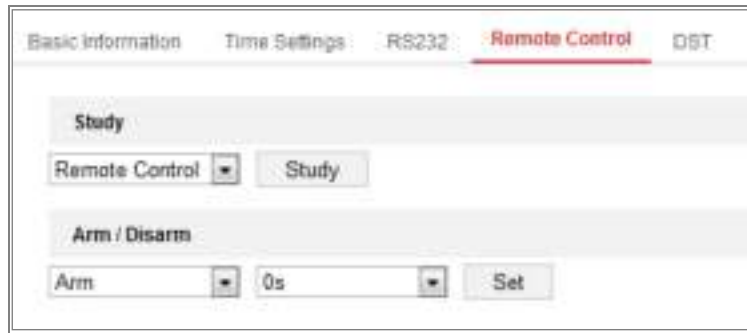 Basic Information Time Settings RS232 Remote Control DST
Study
Remote Control Study
Arm / Disarm
Arm 0s Set